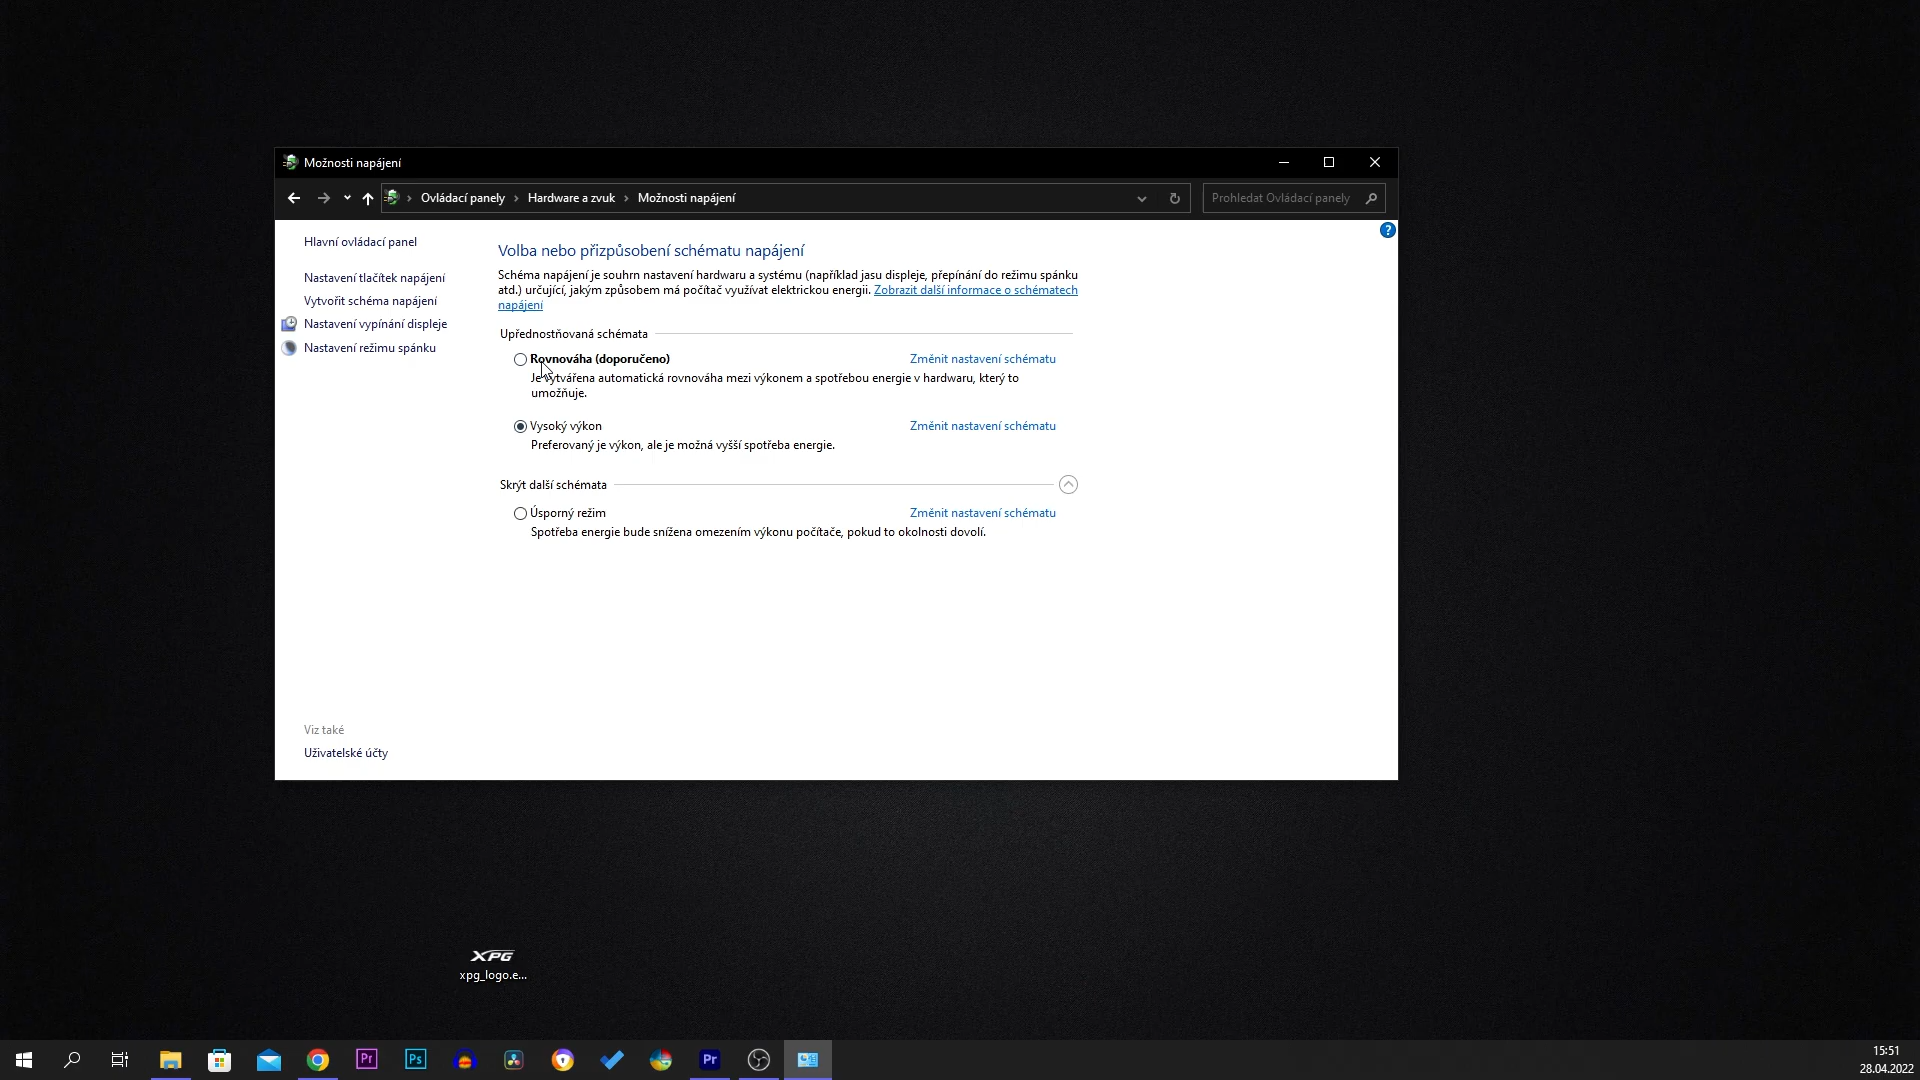 Možnosti napájení
Ovládací panely
Hardware a zvuk
Možnosti napájení
Prohledat Ovládací panely
Hlavní ovládací panel
Nastavení tlačítek napájení
Vytvořit schéma napájení
Nastavení vypínání displeje
Nastavení režimu spánku
Volba nebo přizpůsobení schématu napájení
Schéma napájení je souhrn nastavení hardwaru a systému (například jasu displeje, přepínání do režimu spánku
atd.) určující, jakým způsobem má počítač využívat elektrickou energii. Zobrazit další informace o schématech
napájení
Upřednostňovaná schémata
Rovnováha (doporučeno)
Změnit nastavení schématu
Je vytvářena automatická rovnováha mezi výkonem a spotřebou energie v hardwaru, který to
umožňuje.
Vysoký výkon
Změnit nastavení schématu
Preferovaný je výkon, ale je možná vyšší spotřeba energie.
Skrýt další schémata
Úsporný režim
Změnit nastavení schématu
Spotřeba energie bude snížena omezením výkonu počítače, pokud to okolnosti dovolí.
Viz také
Uživatelské účty
XPG
xpg_logo.e...
Pr
Ps
Pr
15:51
28.04.2022